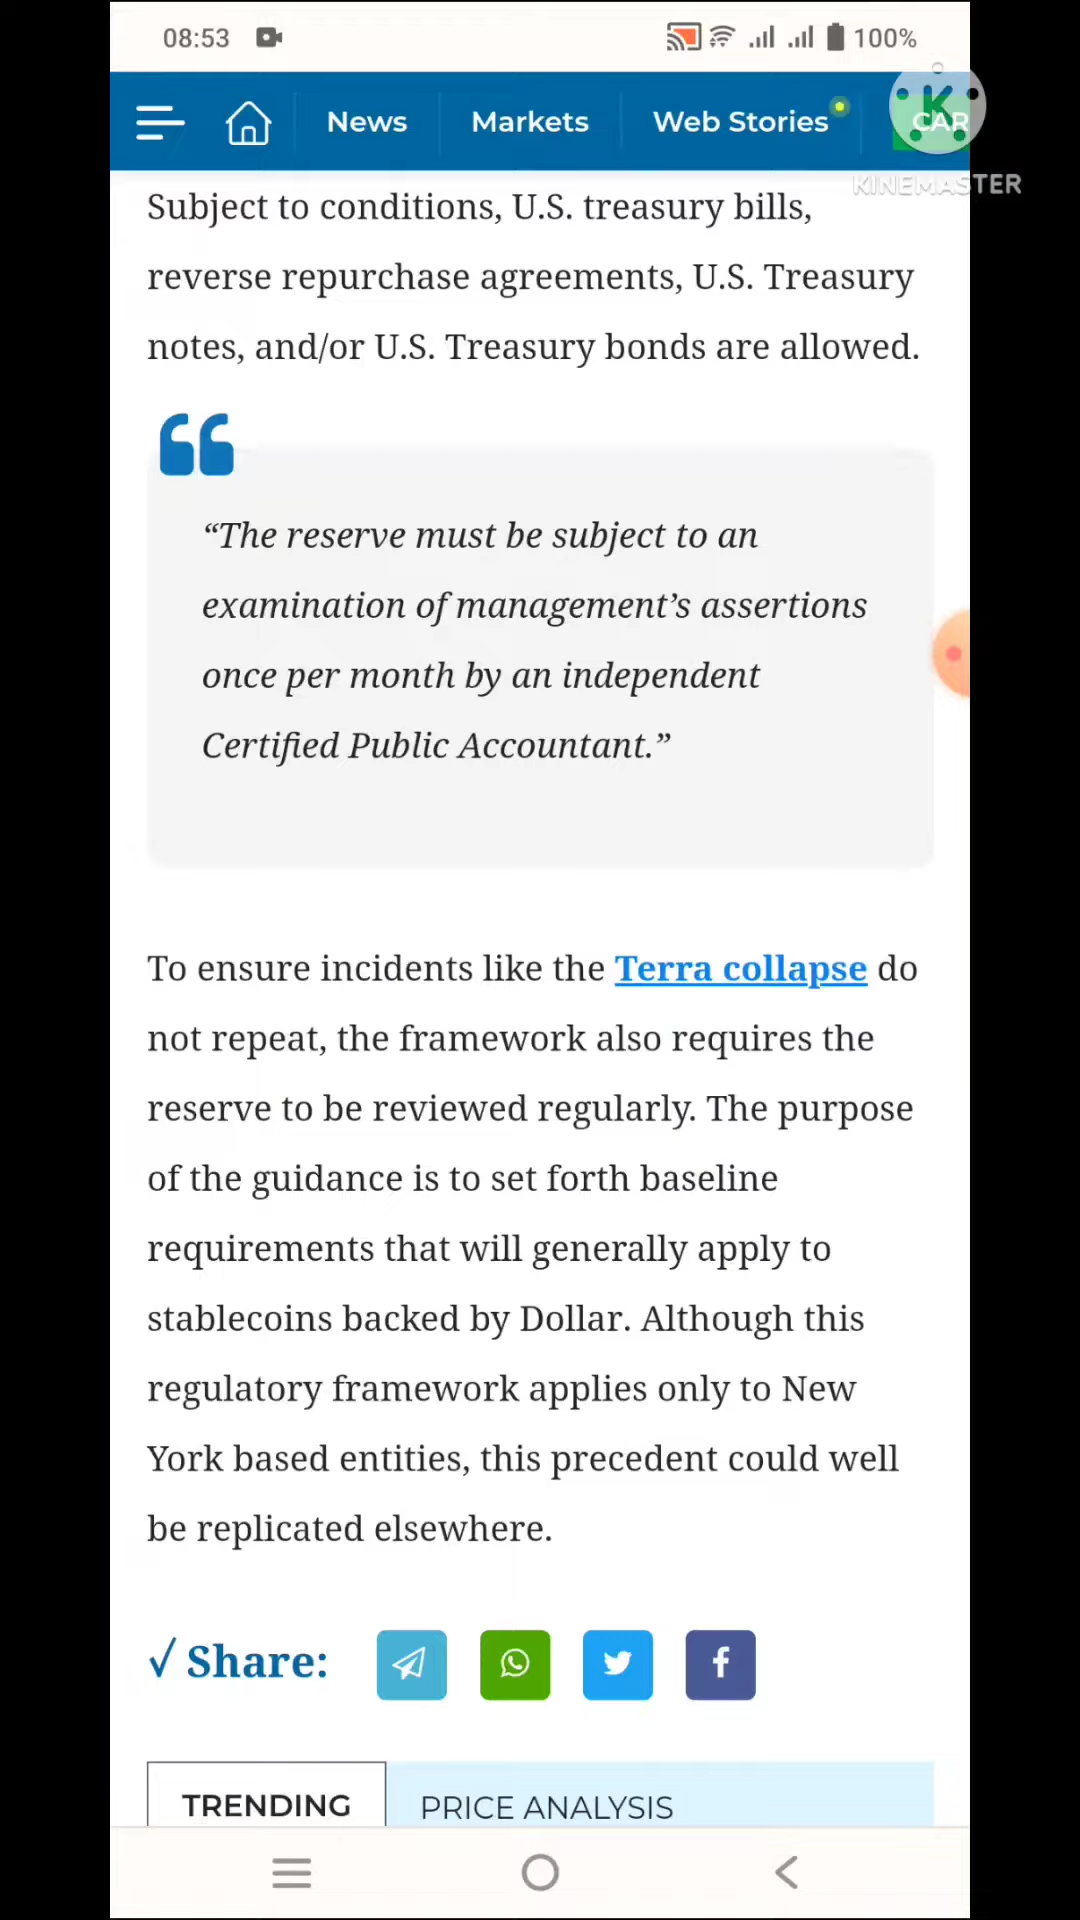 08:53
100%
News
Markets
Web Stories
CAR
KINEMASTER
Subject to conditions, U.S. treasury bills,
reverse repurchase agreements, U.S. Treasury
notes, and/or U.S. Treasury bonds are allowed.
“The reserve must be subject to an
examination of management’s assertions
once per month by an independent
Certified Public Accountant.”
To ensure incidents like the Terra collapse do
not repeat, the framework also requires the
reserve to be reviewed regularly. The purpose
of the guidance is to set forth baseline
requirements that will generally apply to
stablecoins backed by Dollar. Although this
regulatory framework applies only to New
York based entities, this precedent could well
be replicated elsewhere.
√ Share:
TRENDING
PRICE ANALYSIS